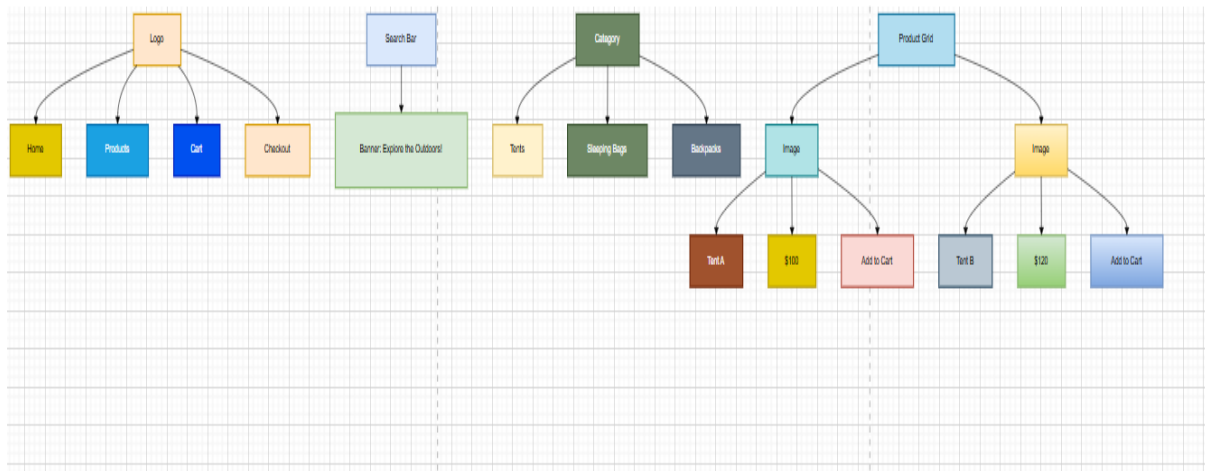 Logo
Search Bar
Catagory
Product Grid
Home
Products
Cart
Checkout
Banner: Explore the Outdoors!
Tents
Sleeping Bags
Backpacks
Image
Image
Tent A
$100
Add to Cart
Tent B
$120
Add to Cart